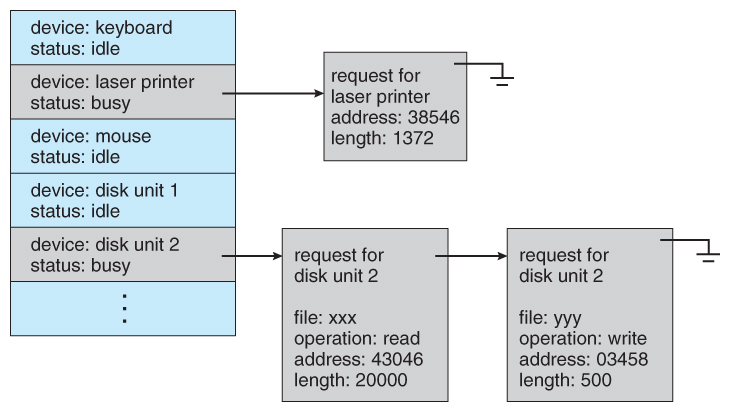 device: keyboard
status: idle
device: laser printer
status: busy
device: mouse
status: idle
device: disk unit 1
status: idle
device: disk unit 2
status: busy
request for
laser printer
address: 38546
length: 1372
request for
disk unit 2
file: xxx
operation: read
address: 43046
length: 20000
request for
disk unit 2
file: yyy
operation: write
address: 03458
length: 500